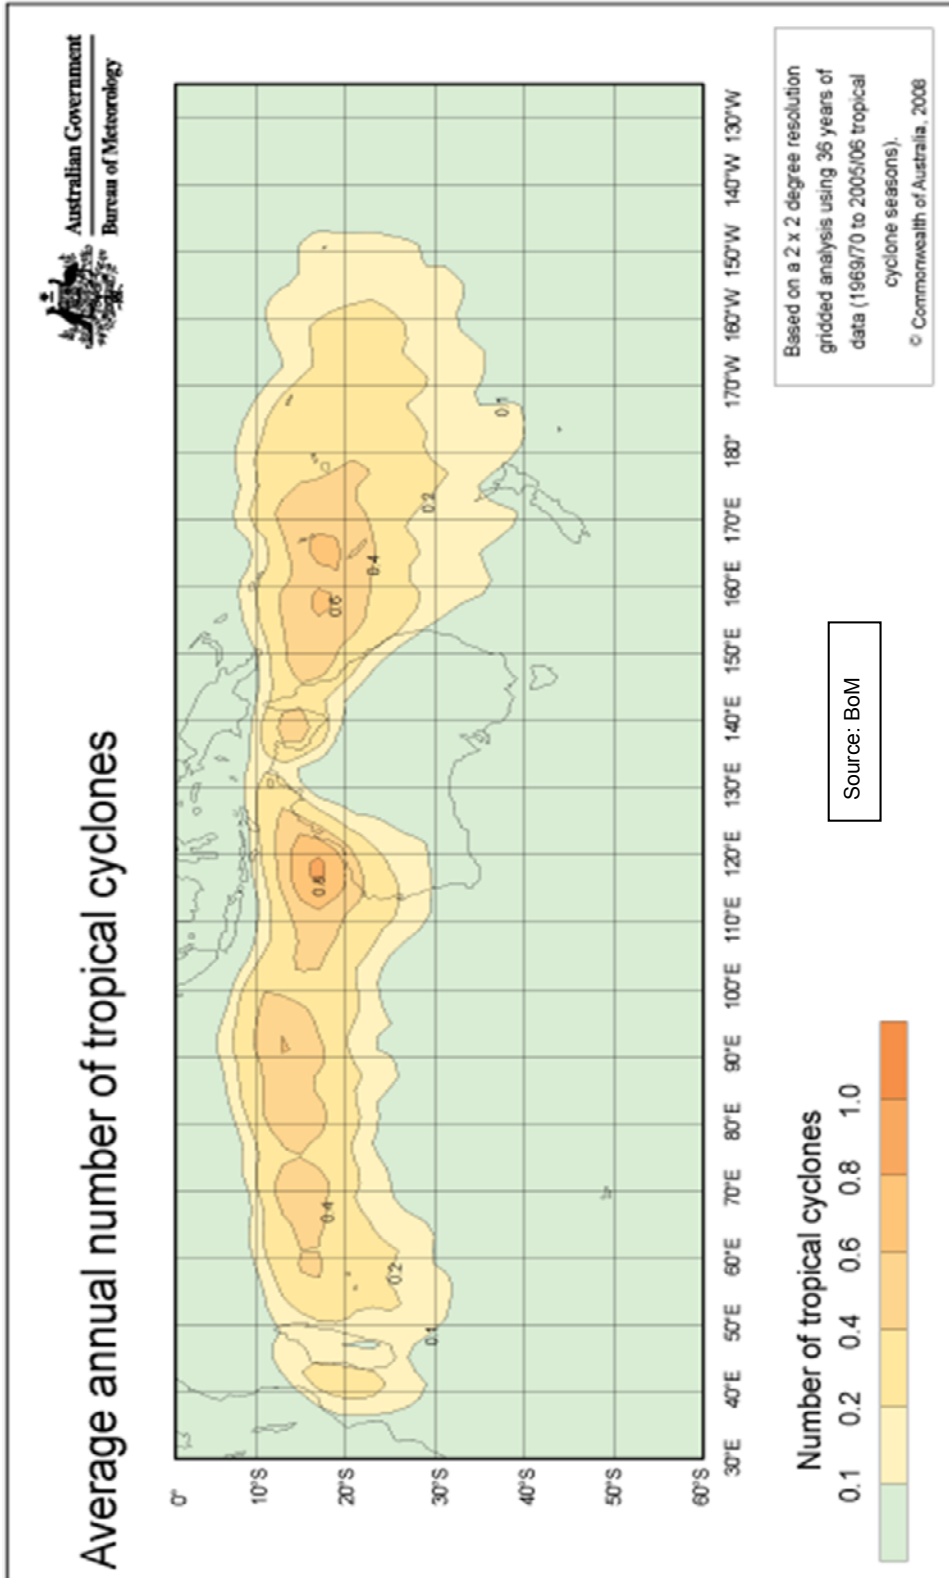 Average annual number of tropical cyclones
Australian Government
Bureau of Meteorology
0°
10°S
20°S
30°S
40°S
50°S
60°S
30°E
40°E
50°E
60°E
70°E
80°E
90°E
100°E
110°E
120°E
130°E
140°E
150°E
160°E
170°E
180°
170°W
160°W
150°W
140°W
130°W
0.1
0.2
0.4
0.6
0.4
0.2
0.1
Number of tropical cyclones
0.1 0.2 0.4 0.6 0.8 1.0
Source: BoM
Based on a 2 x 2 degree resolution
gridded analysis using 36 years of
data (1969/70 to 2005/06 tropical
cyclone seasons).
© Commonwealth of Australia, 2008